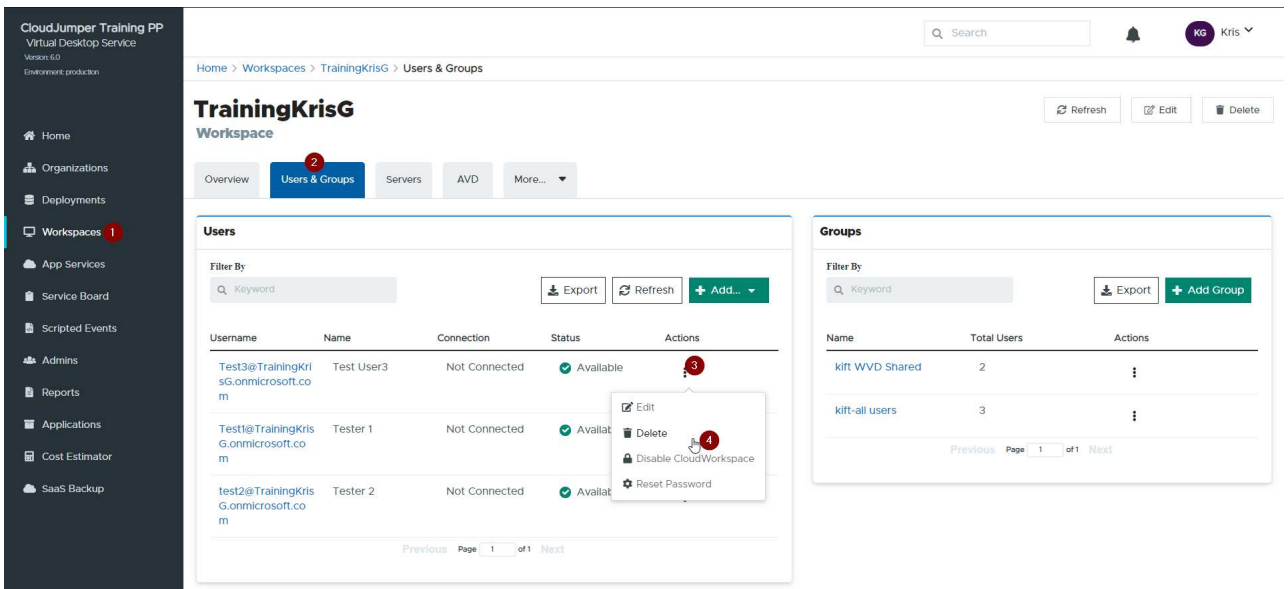 CloudJumper Training PP
Virtual Desktop Service
Version: 6.0
Environment: production
Search
KG Kris
Home > Workspaces > TrainingKrisG > Users & Groups
TrainingKrisG
Workspace
Refresh Edit Delete
Home
Organizations
Deployments
Workspaces 1
App Services
Service Board
Scripted Events
Admins
Reports
Applications
Cost Estimator
SaaS Backup
2
Overview Users & Groups Servers AVD More...
Users
Filter By
Keyword Export Refresh Add...
Username Name Connection Status Actions
Test3@TrainingKri Test User3 Not Connected Available 3
sG.onmicrosoft.co
m
Test1@TrainingKris Tester 1 Not Connected Availab
G.onmicrosoft.co
m
test2@TrainingKris Tester 2 Not Connected Availab
G.onmicrosoft.co
m
Edit
Delete 4
Disable CloudWorkspace
Reset Password
Previous Page 1 of 1 Next
Groups
Filter By
Keyword Export Add Group
Name Total Users Actions
kift WVD Shared 2
kift-all users 3
Previous Page 1 of 1 Next